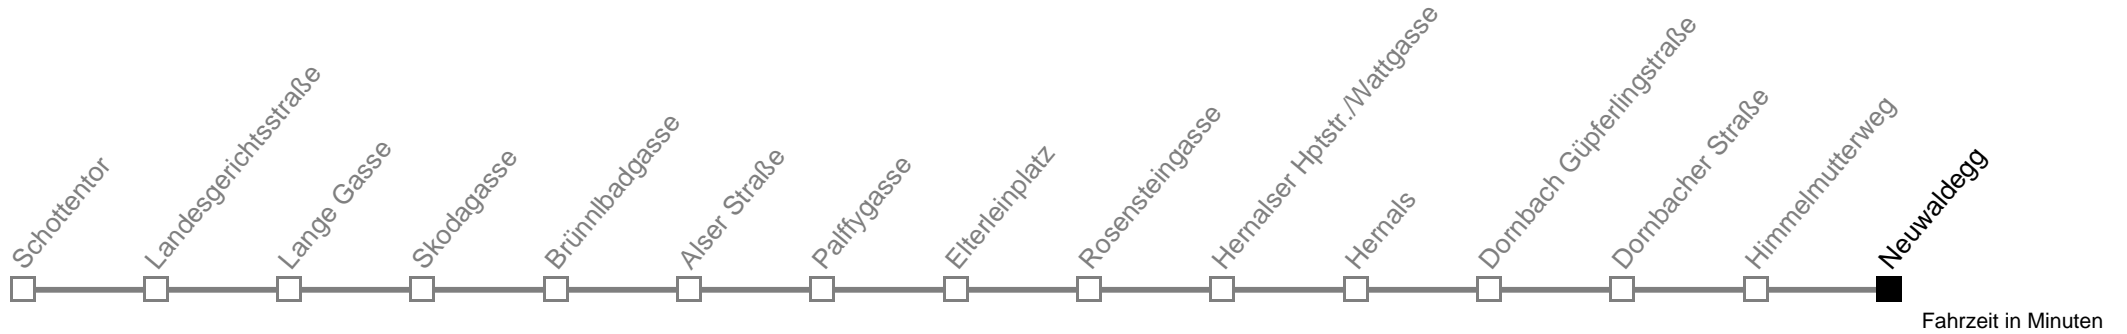 Schottentor
Landesgerichtsstraße
Lange Gasse
Skodagasse
Brünnlbadgasse
Alser Straße
Palffygasse
Elterleinplatz
Rosensteingasse
Hernalser Hptstr./Wattgasse
Hernals
Dornbach Güpferlingstraße
Dornbacher Straße
Himmelmutterweg
Neuwaldegg
Fahrzeit in Minuten